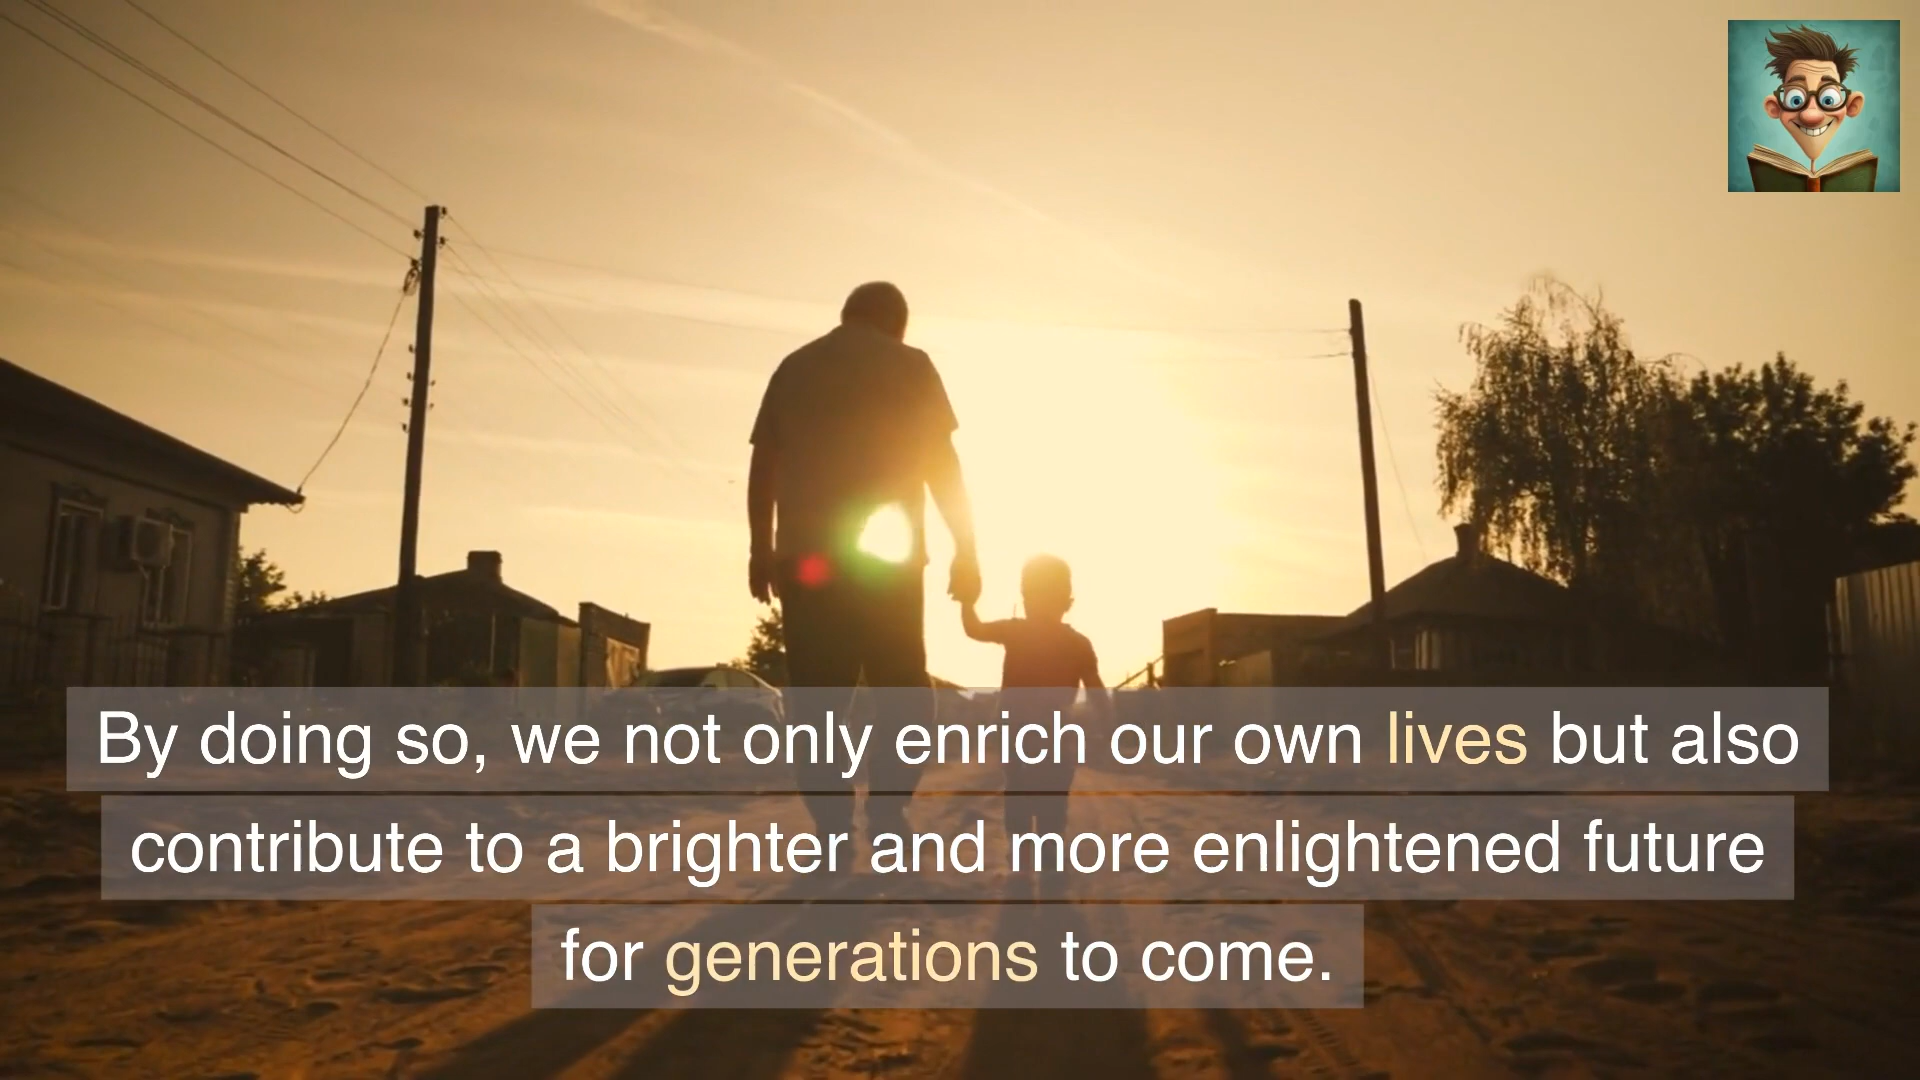 By doing so, we not only enrich our own lives but also
contribute to a brighter and more enlightened future
for generations to come.